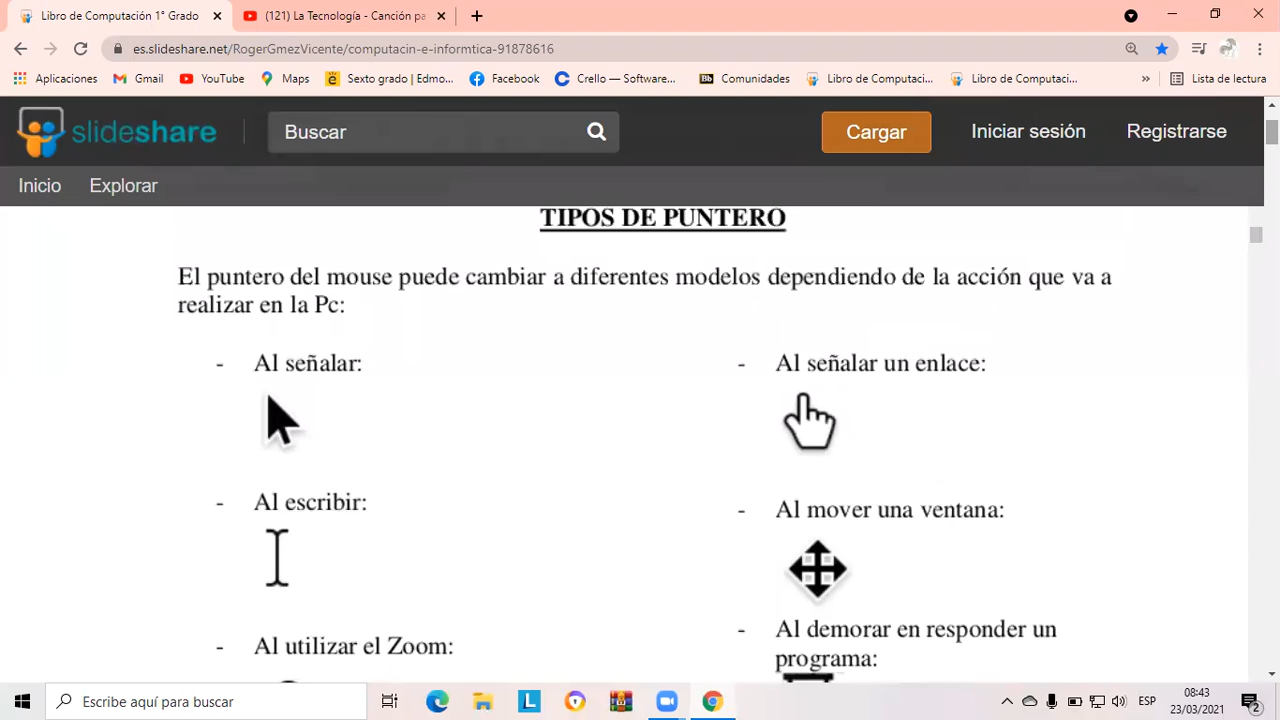 Libro de Computación 1° Grado
(121) La Tecnología - Canción pa
es.slideshare.net/RogerGmezVicente/computacin-e-informtica-91878616
Aplicaciones Gmail YouTube Maps Sexto grado | Edmo... Facebook Crello — Software... Bb Comunidades Libro de Computaci... Libro de Computaci... » Lista de lectura
slideshare Buscar Cargar Iniciar sesión Registrarse
Inicio Explorar
TIPOS DE PUNTERO
El puntero del mouse puede cambiar a diferentes modelos dependiendo de la acción que va a
realizar en la Pc:
- Al señalar:
- Al señalar un enlace:
- Al escribir:
- Al mover una ventana:
- Al utilizar el Zoom:
- Al demorar en responder un
programa:
Escribe aquí para buscar
L
ESP
08:43
23/03/2021
2